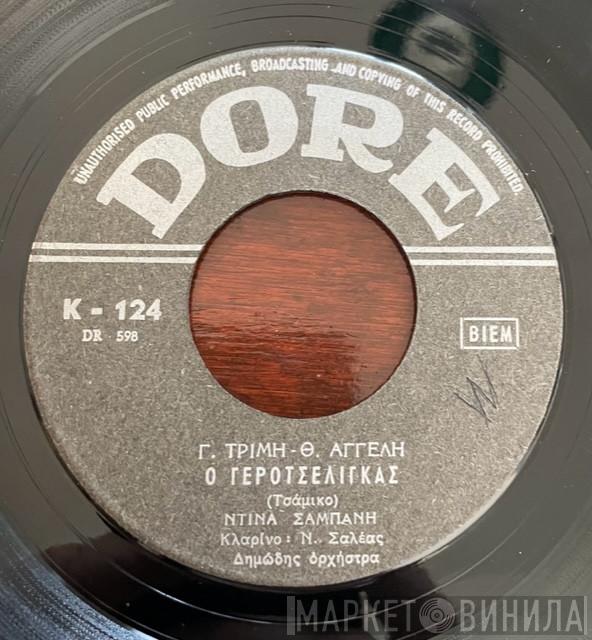 UNAUTHORISED PUBLIC PERFORMANCE, BROADCASTING AND COPYING OF THIS RECORD PROHIBITED.
DORE
K - 124
DR - 598
BIEM
W
Γ. ΤΡΙΜΗ - Θ. ΑΓΓΕΛΗ
Ο ΓΕΡΟΤΣΕΛΙΓΚΑΣ
(Τσάμικο)
ΝΤΙΝΑ ΣΑΜΠΑΝΗ
Κλαρίνο: Ν. Σαλέας
Δημώδης ὀρχήστρα
МАРКЕТ ВИНИЛА